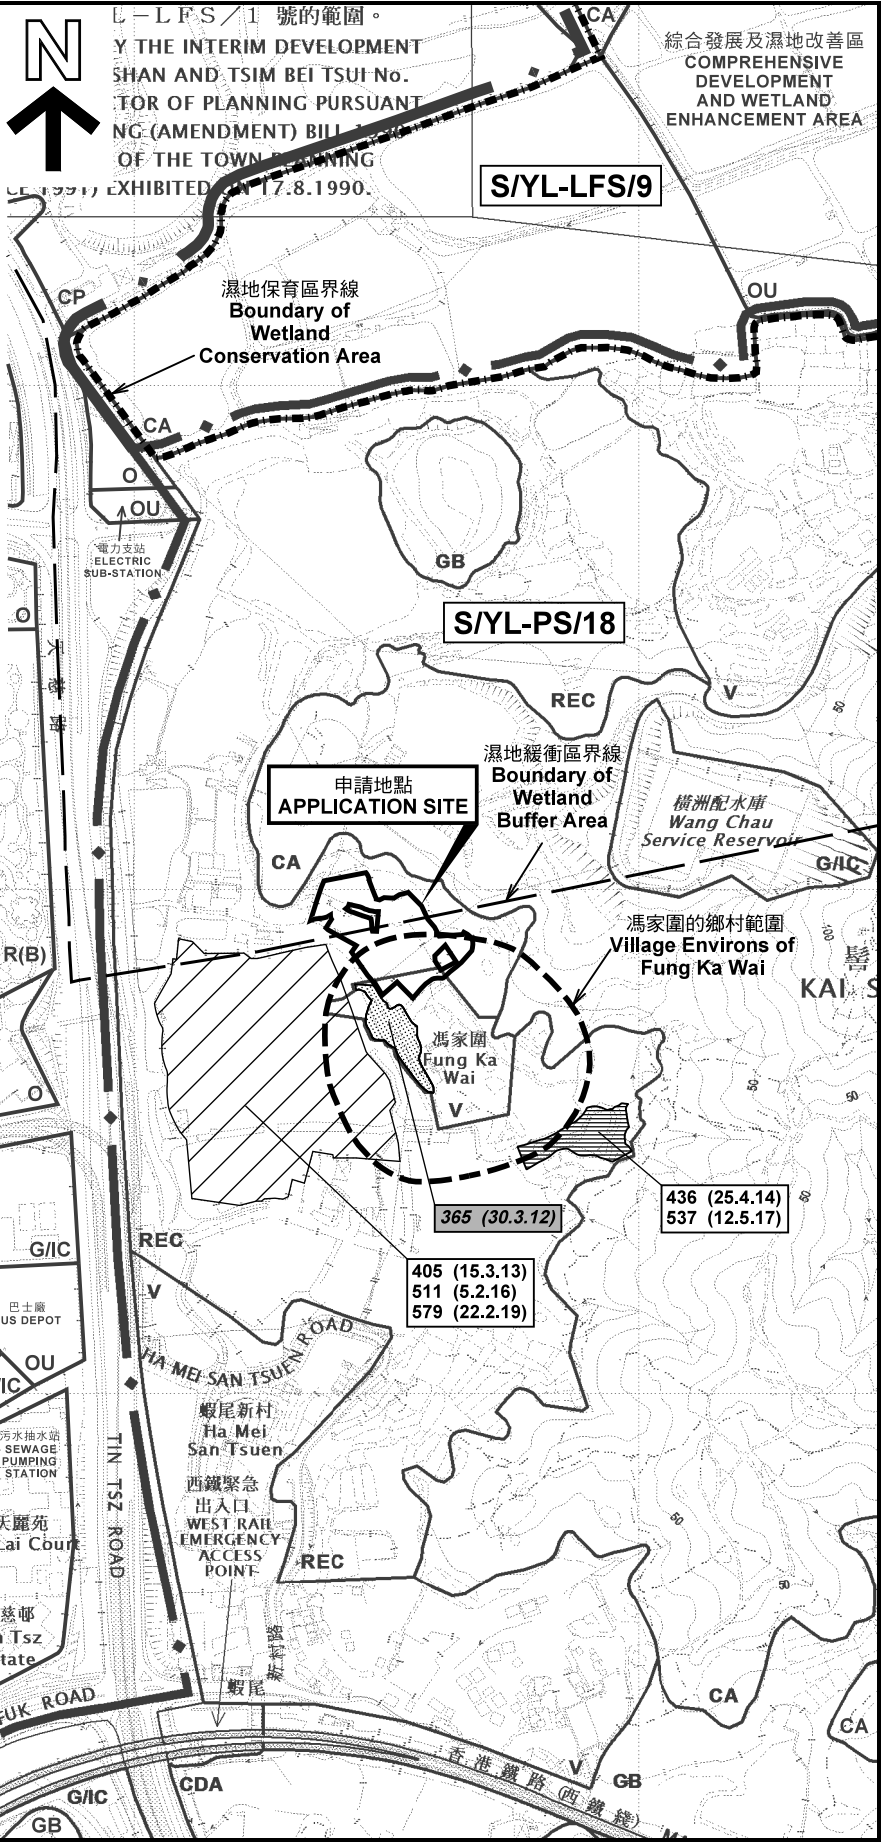 L-LFS/1 號的範圍。
N
Y THE INTERIM DEVELOPMENT
SHAN AND TSIM BEI TSUI No.
TOR OF PLANNING PURSUANT
NG (AMENDMENT) BILL
OF THE TOWN PLANNING
EXHIBITED ON 17.8.1990.
CA
綜合發展及濕地改善區
COMPREHENSIVE
DEVELOPMENT
AND WETLAND
ENHANCEMENT AREA
S/YL-LFS/9
CP
濕地保育區界線
Boundary of
Wetland
Conservation Area
OU
CA
O
OU
電力支站
ELECTRIC
SUB-STATION
GB
O
S/YL-PS/18
REC
V
50
濕地緩衝區界線
Boundary of
Wetland
Buffer Area
申請地點
APPLICATION SITE
橫洲配水庫
Wang Chau
Service Reservoir
G/IC
CA
R(B)
馮家圍的鄉村範圍
Village Environs of
Fung Ka Wai
100
KAI S
馮家圍
Fung Ka
Wai
V
O
50
50
50
365 (30.3.12)
436 (25.4.14)
537 (12.5.17)
REC
G/IC
V
405 (15.3.13)
511 (5.2.16)
579 (22.2.19)
巴士廠
US DEPOT
OU
/IC
HA MEI SAN TSUEN ROAD
蝦尾新村
Ha Mei
San Tsuen
污水抽水站
SEWAGE
PUMPING
STATION
TIN TSZ ROAD
西鐵緊急
出入口
WEST RAIL
EMERGENCY
ACCESS
POINT
天麗苑
Lai Court
REC
50
50
慈邨
Tsz
tate
新村路
蝦尾
FUK ROAD
CA
CA
香港鐵路(西鐵綫)
V
GB
CDA
G/IC
GB